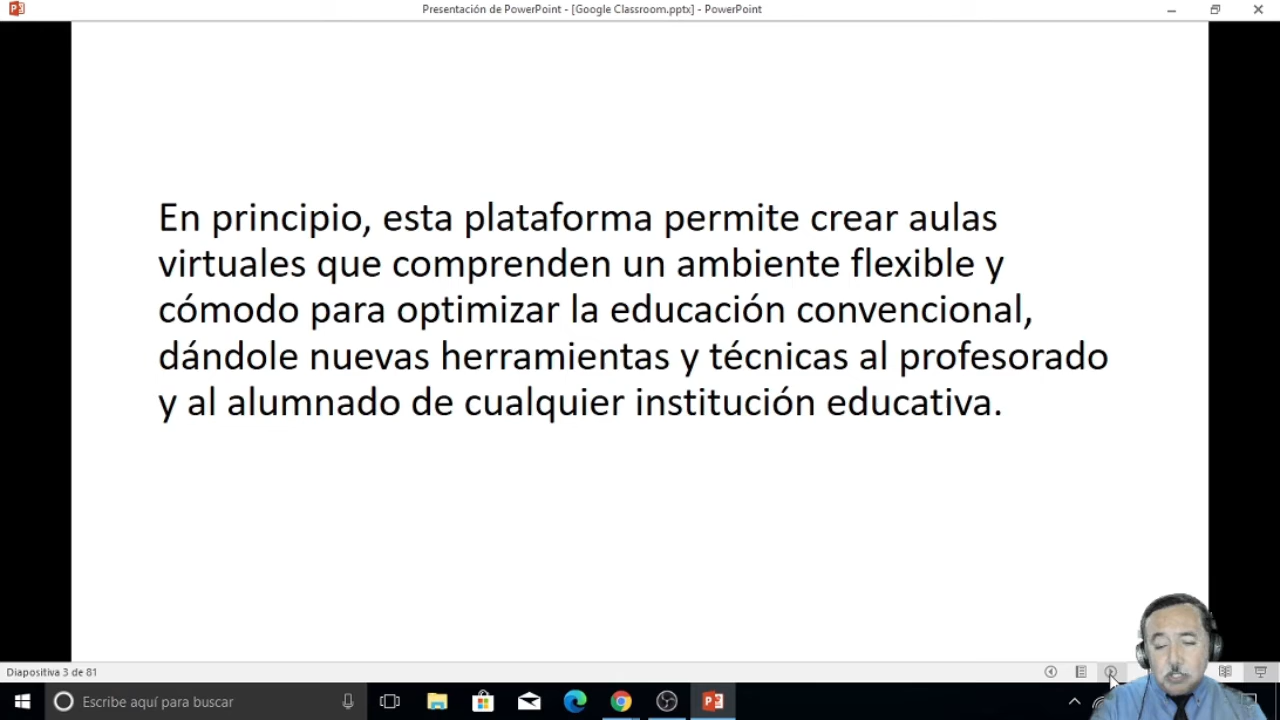 Presentación de PowerPoint - [Google Classroom.pptx] - PowerPoint
En principio, esta plataforma permite crear aulas
virtuales que comprenden un ambiente flexible y
cómodo para optimizar la educación convencional,
dándole nuevas herramientas y técnicas al profesorado
y al alumnado de cualquier institución educativa.
Diapositiva 3 de 81
Escribe aquí para buscar